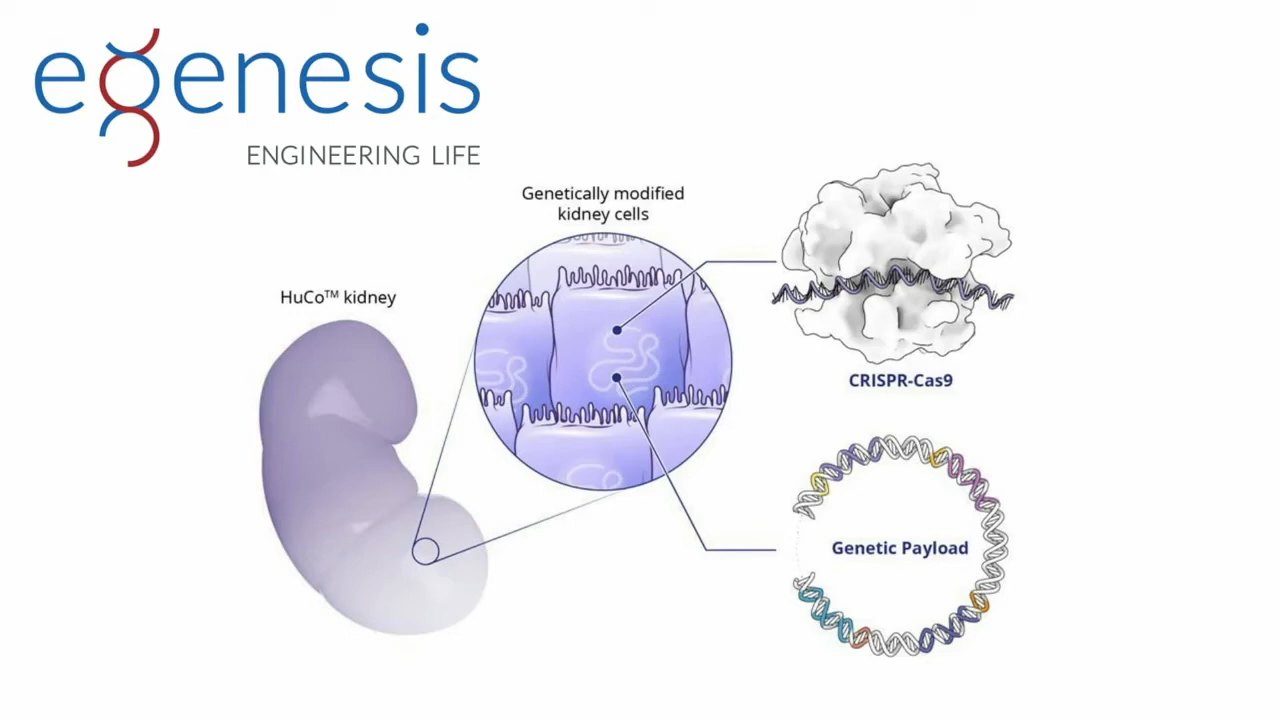 egenesis
ENGINEERING LIFE
Genetically modified
kidney cells
HuCo™ kidney
CRISPR-Cas9
Genetic Payload